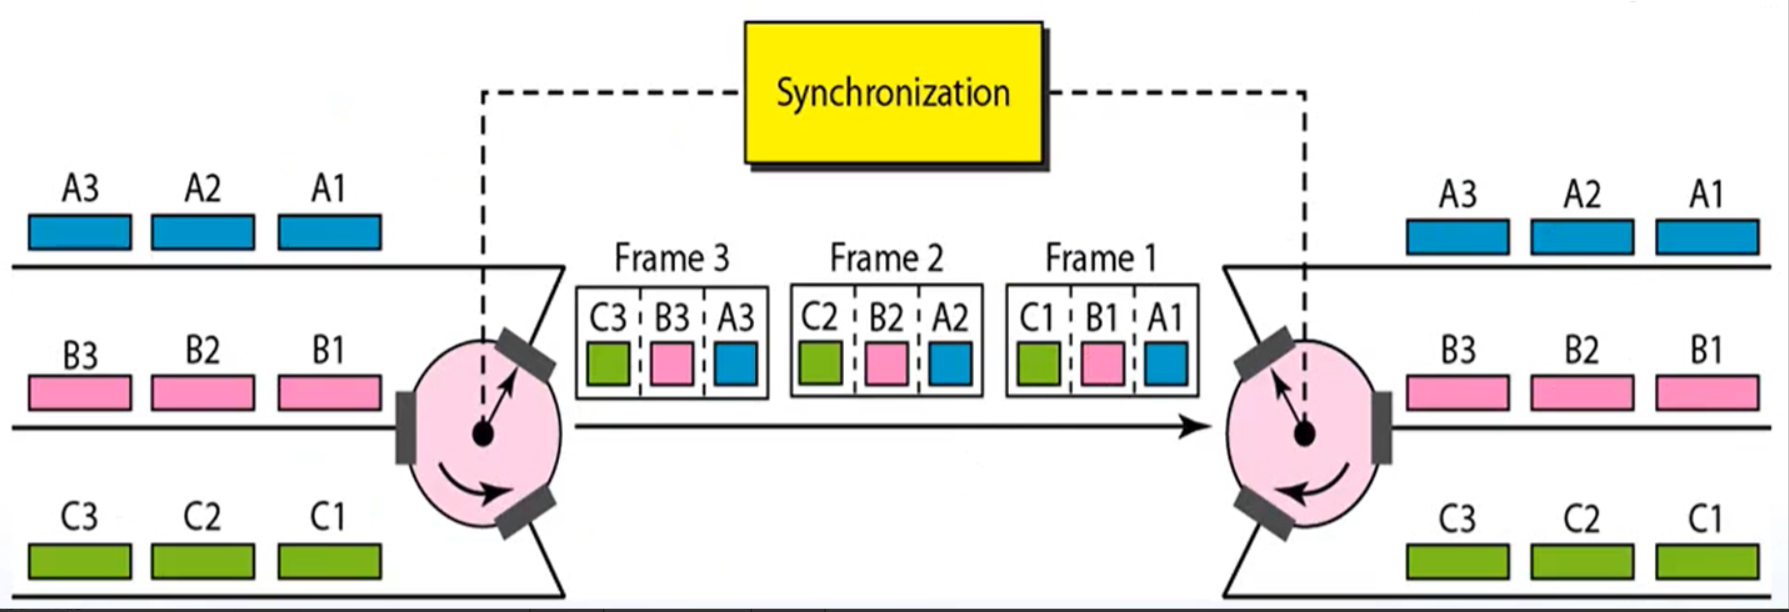 Synchronization
A3 A2 A1
A3 A2 A1
Frame 3 Frame 2 Frame 1
C3 B3 A3 C2 B2 A2 C1 B1 A1
B3 B2 B1
B3 B2 B1
C3 C2 C1
C3 C2 C1